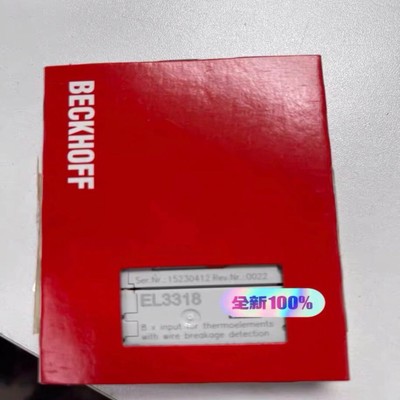 BECKHOFF
Ser.Nr.: 15230412 Rev.Nr.: 0022
EL3318
全新100%
8 x input for thermoelements
with wire breakage detection